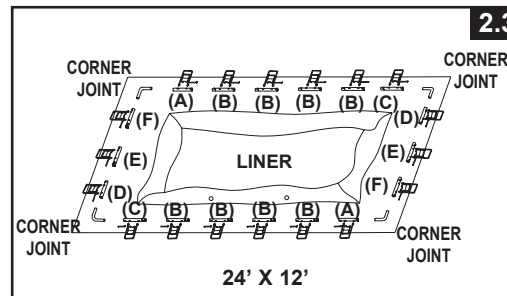 2.3
CORNER
JOINT
CORNER
JOINT
(A) (B) (B) (B) (B) (C)
(F) (D)
(E) LINER (E)
(D) (F)
(C) (B) (B) (B) (B) (A)
CORNER
JOINT
CORNER
JOINT
24' X 12'